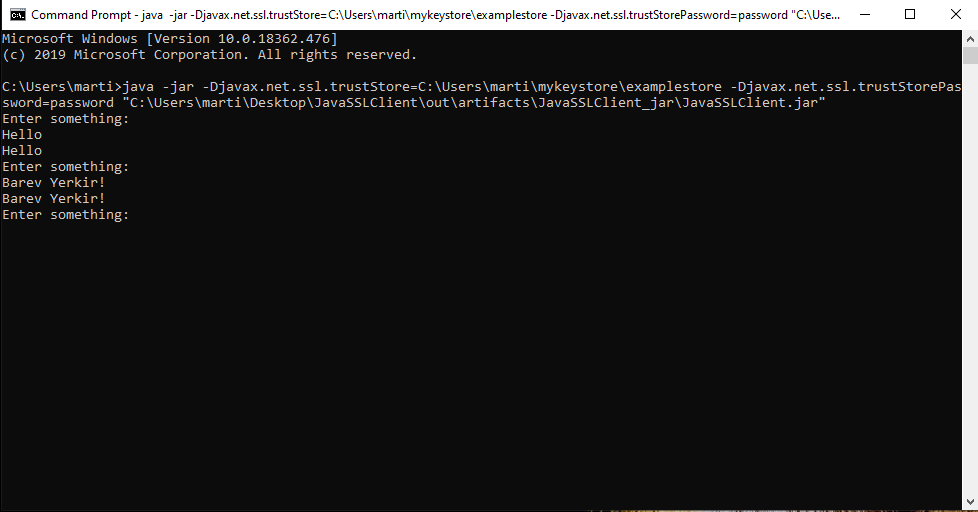 Command Prompt - java  -jar -Djavax.net.ssl.trustStore=C:\Users\marti\mykeystore\examplestore -Djavax.net.ssl.trustStorePassword=password "C:\Use...
Microsoft Windows [Version 10.0.18362.476]
(c) 2019 Microsoft Corporation. All rights reserved.
C:\Users\marti>java -jar -Djavax.net.ssl.trustStore=C:\Users\marti\mykeystore\examplestore -Djavax.net.ssl.trustStorePas
sword=password "C:\Users\marti\Desktop\JavaSSLClient\out\artifacts\JavaSSLClient_jar\JavaSSLClient.jar"
Enter something:
Hello
Hello
Enter something:
Barev Yerkir!
Barev Yerkir!
Enter something: